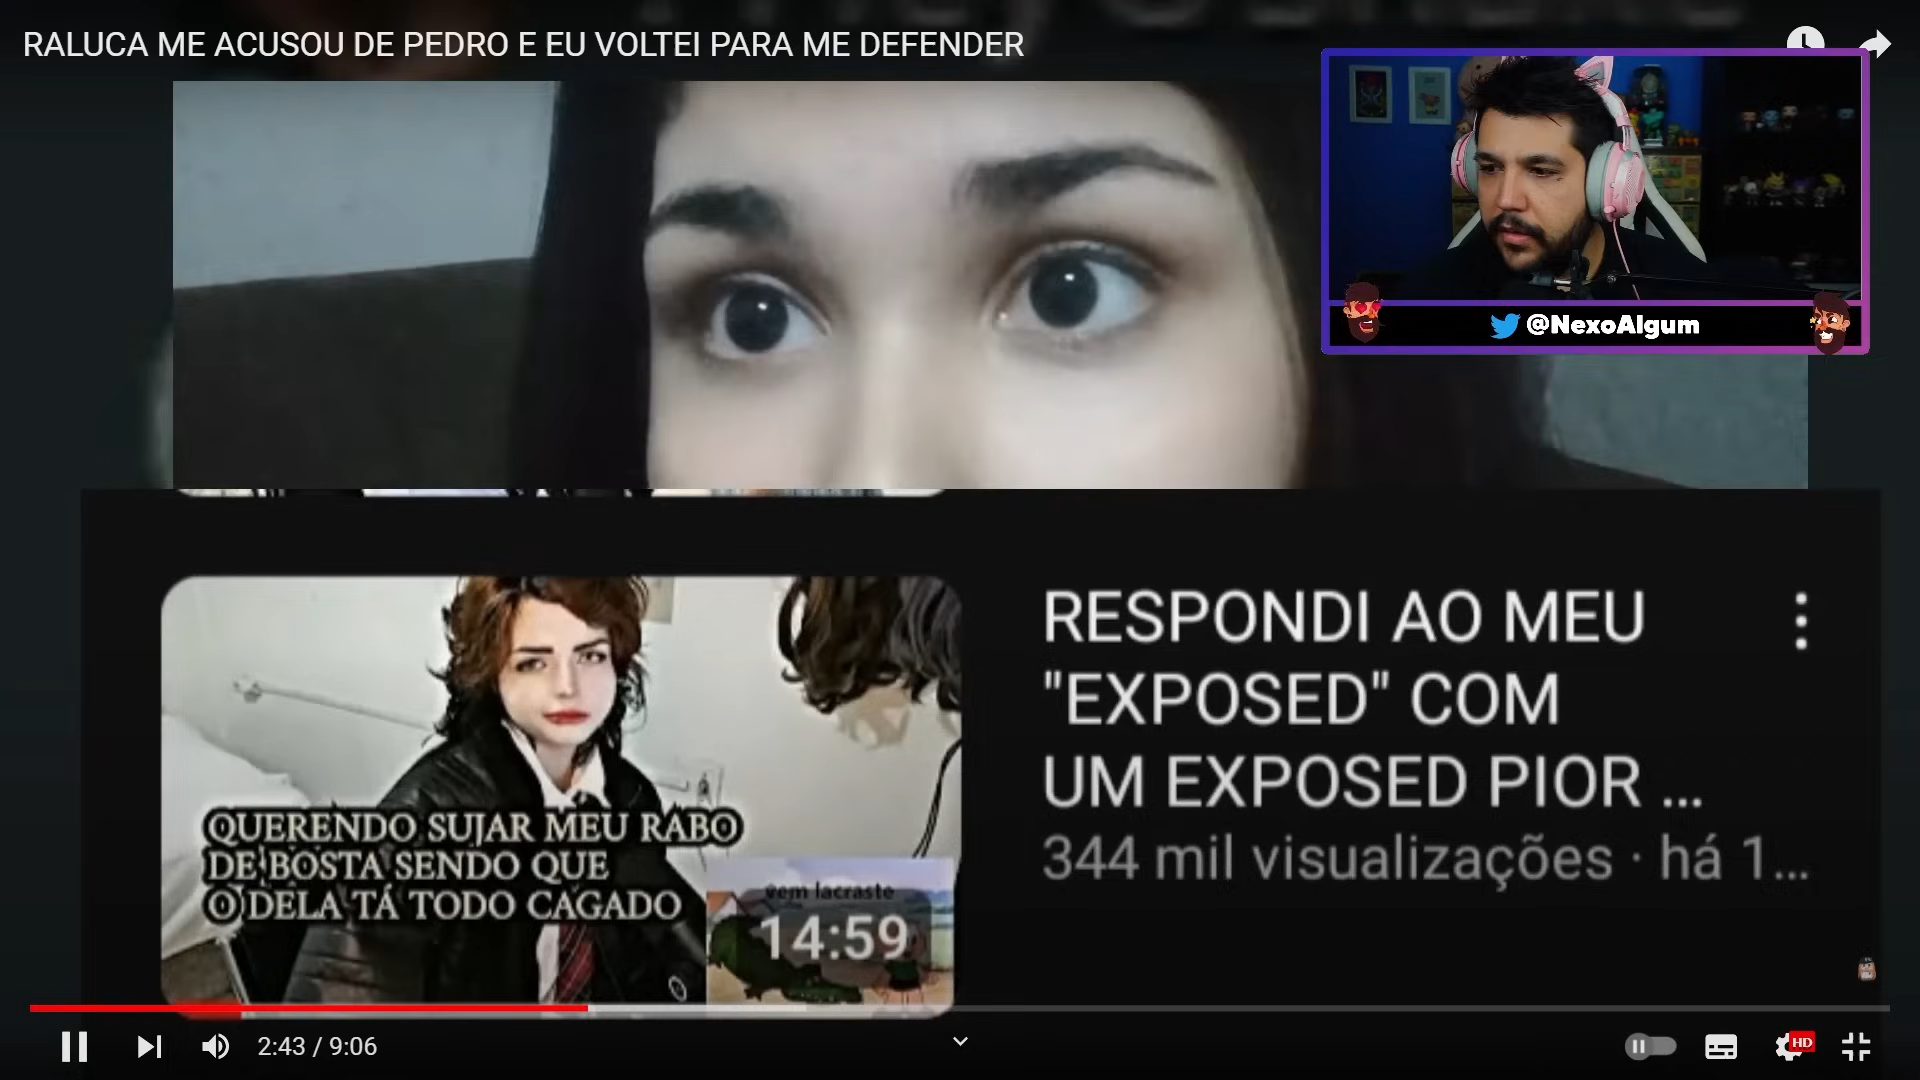 RALUCA ME ACUSOU DE PEDRO E EU VOLTEI PARA ME DEFENDER
@NexoAlgum
RESPONDI AO MEU
"EXPOSED" COM
UM EXPOSED PIOR ...
344 mil visualizações · há 1...
QUERENDO SUJAR MEU RABO
DE BOSTA SENDO QUE
O DELA TÁ TODO CAGADO
vem lacraste
14:59
2:43 / 9:06
HD